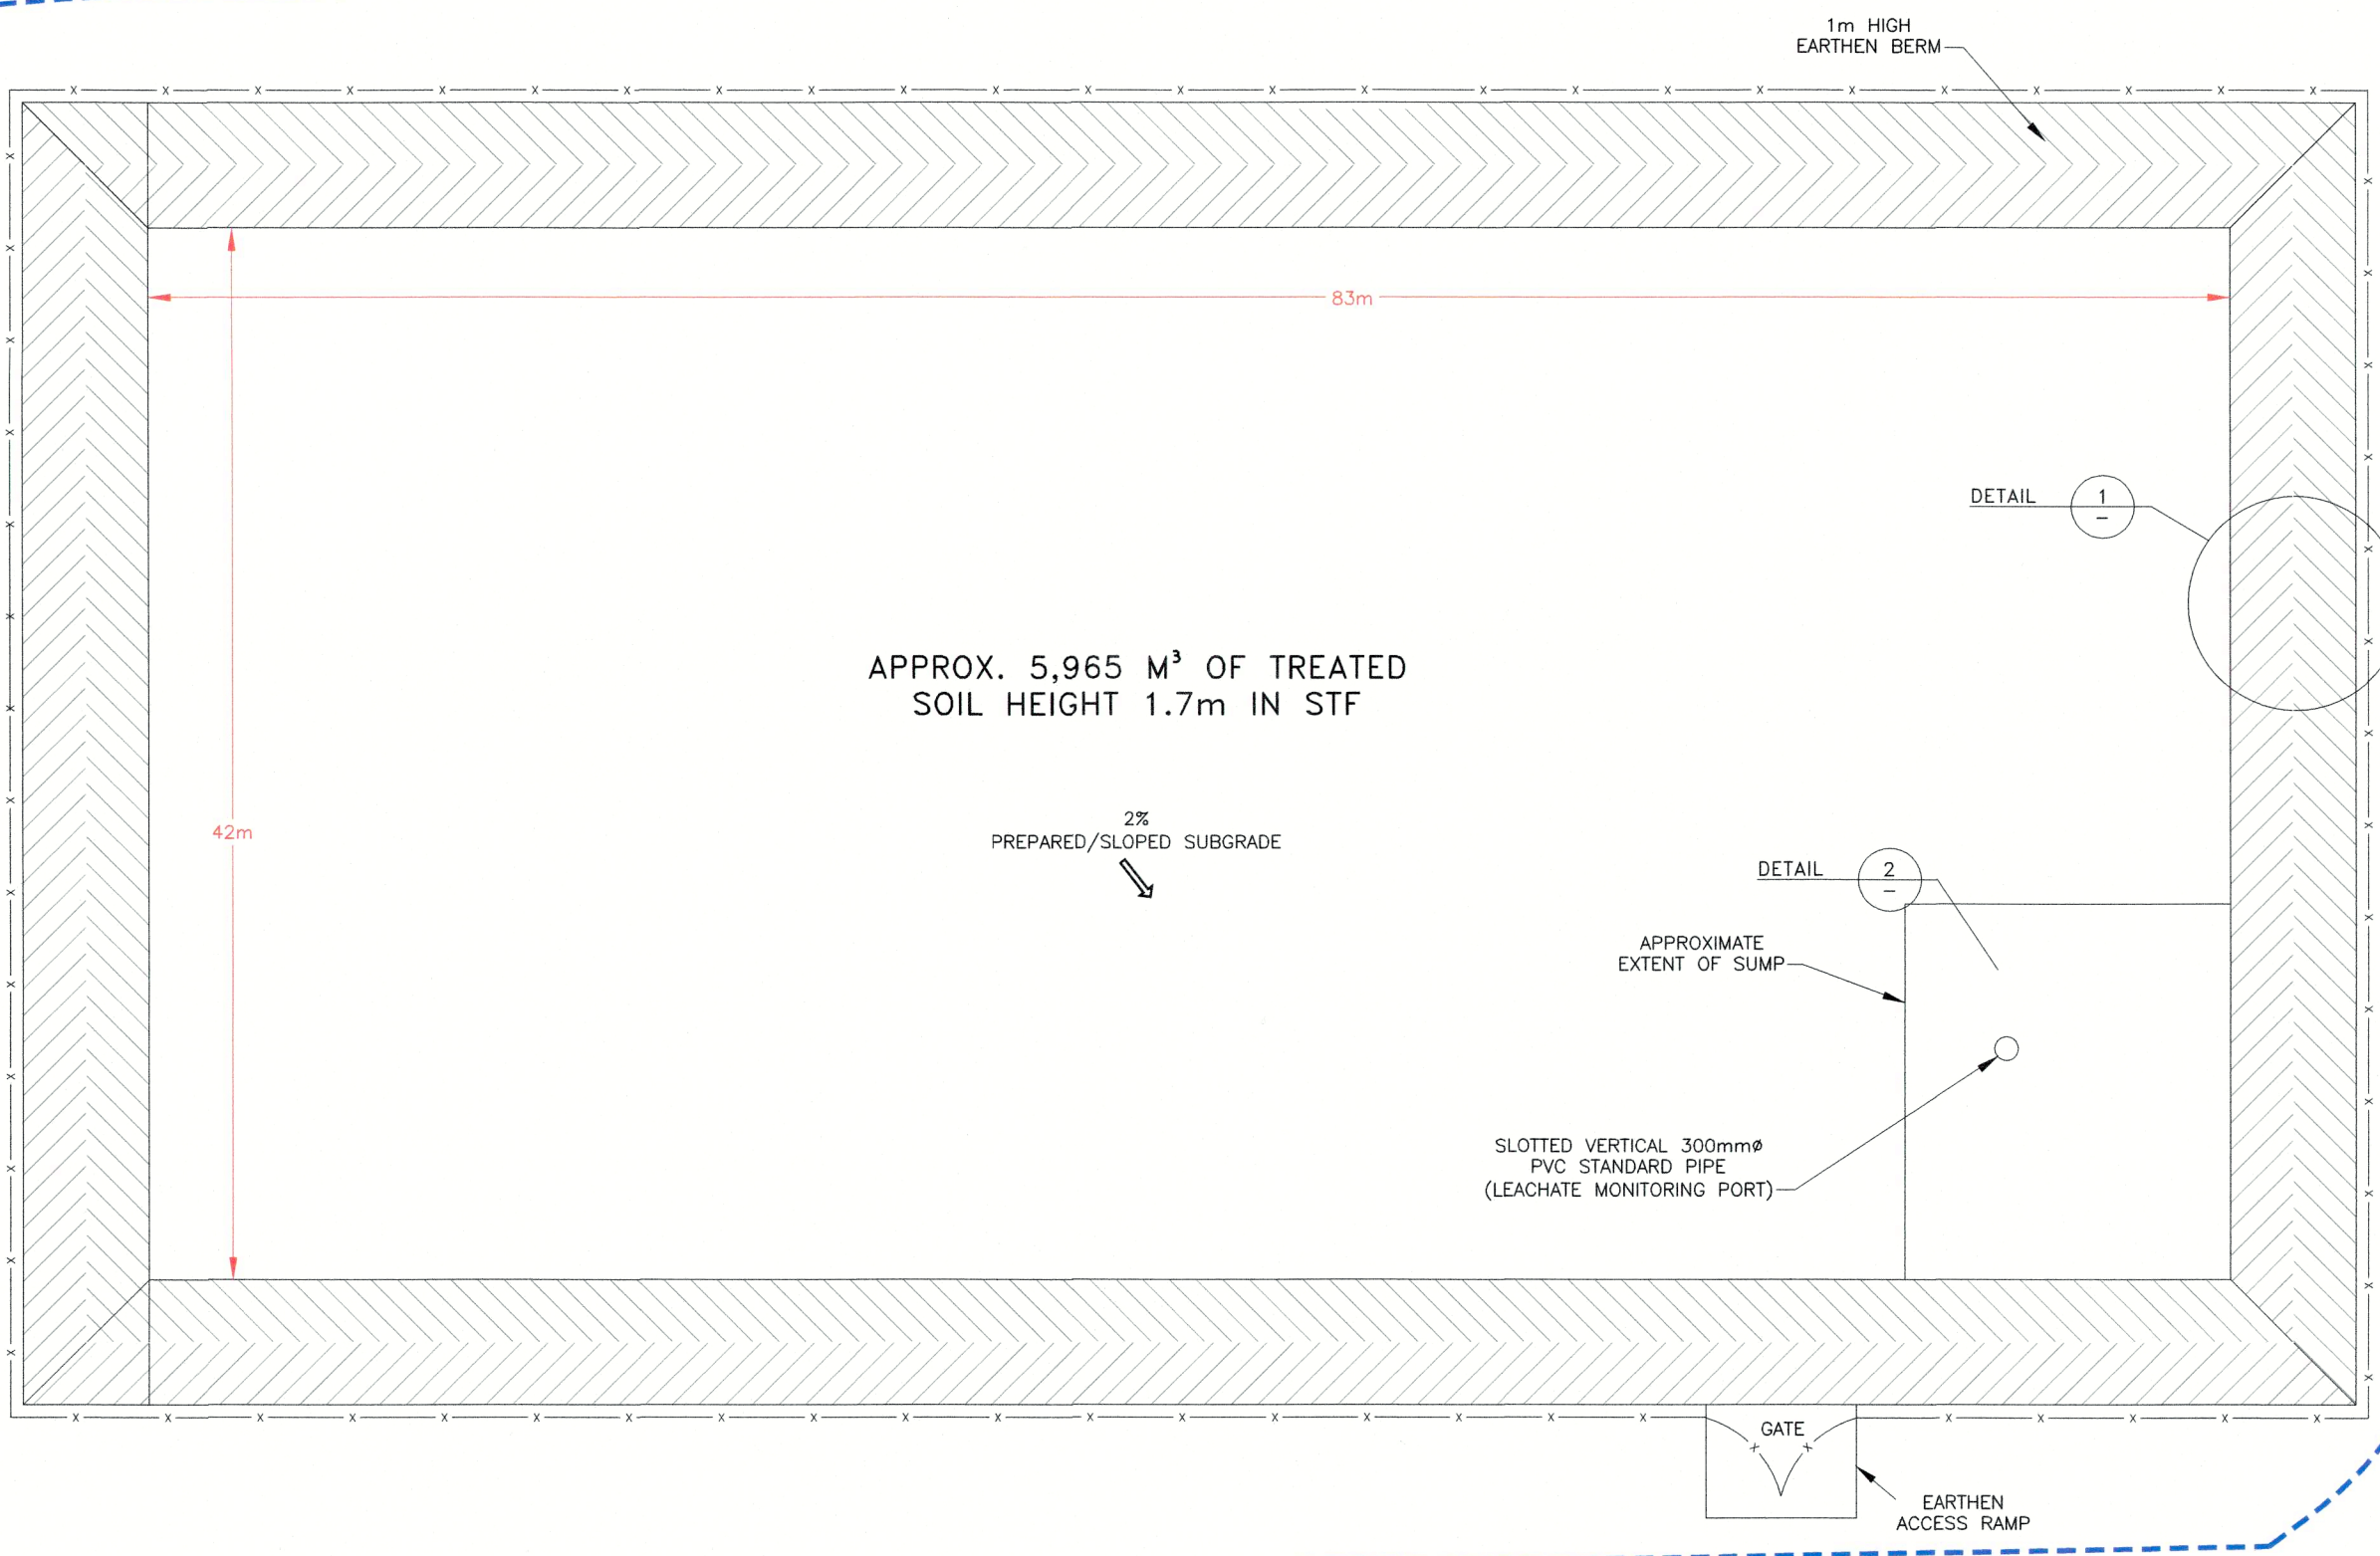 1m HIGH
EARTHEN BERM
83m
DETAIL 1
–
APPROX. 5,965 M³ OF TREATED
SOIL HEIGHT 1.7m IN STF
42m
2%
PREPARED/SLOPED SUBGRADE
DETAIL 2
–
APPROXIMATE
EXTENT OF SUMP
SLOTTED VERTICAL 300mmø
PVC STANDARD PIPE
(LEACHATE MONITORING PORT)
GATE
EARTHEN
ACCESS RAMP